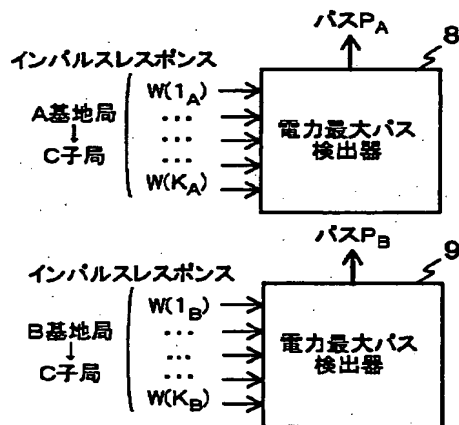 パスPA
8
インパルスレスポンス
A基地局
↓
C子局
W(1A)
...
...
...
W(KA)
電力最大パス
検出器
パスPB
9
インパルスレスポンス
B基地局
↓
C子局
W(1B)
...
...
...
W(KB)
電力最大パス
検出器